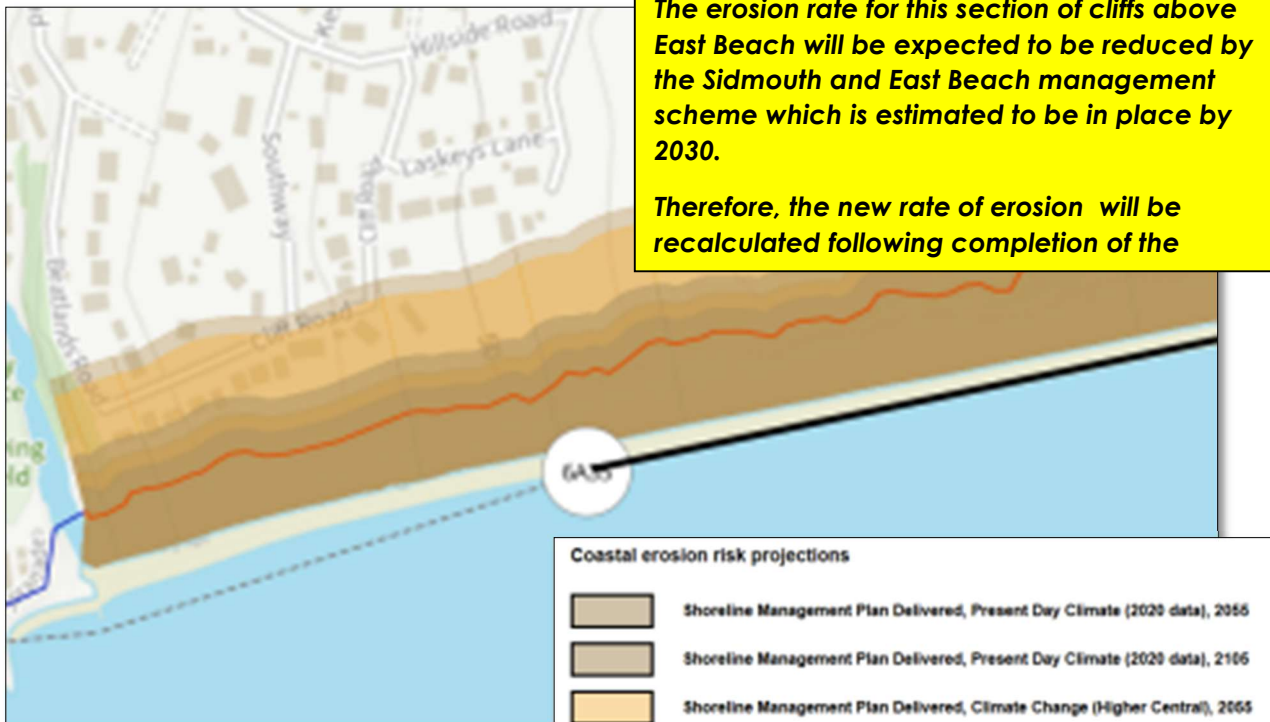 The erosion rate for this section of cliffs above
East Beach will be expected to be reduced by
the Sidmouth and East Beach management
scheme which is estimated to be in place by
2030.
Therefore, the new rate of erosion will be
recalculated following completion of the
Hillside Road
Laskeys Lane
Southway
Cliff Road
Cliff Road
6A35
Coastal erosion risk projections
Shoreline Management Plan Delivered, Present Day Climate (2020 data), 2055
Shoreline Management Plan Delivered, Present Day Climate (2020 data), 2105
Shoreline Management Plan Delivered, Climate Change (Higher Central), 2055